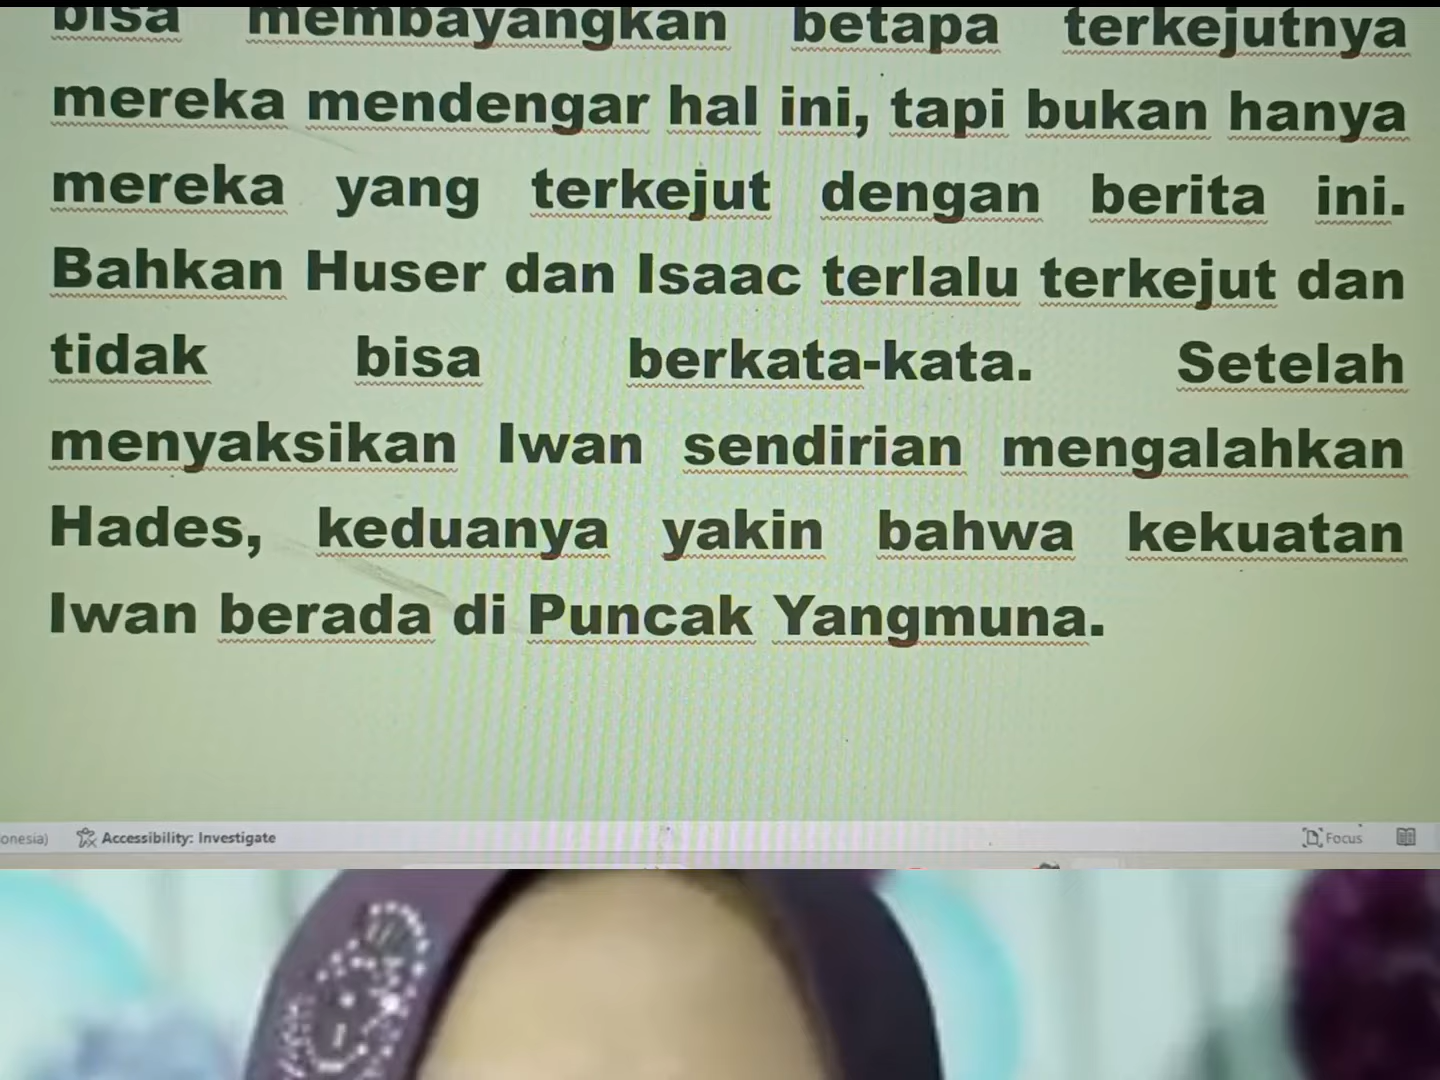 bisa membayangkan betapa terkejutnya
mereka mendengar hal ini, tapi bukan hanya
mereka yang terkejut dengan berita ini.
Bahkan Huser dan Isaac terlalu terkejut dan
tidak bisa berkata-kata. Setelah
menyaksikan Iwan sendirian mengalahkan
Hades, keduanya yakin bahwa kekuatan
Iwan berada di Puncak Yangmuna.
onesia) Accessibility: Investigate Focus